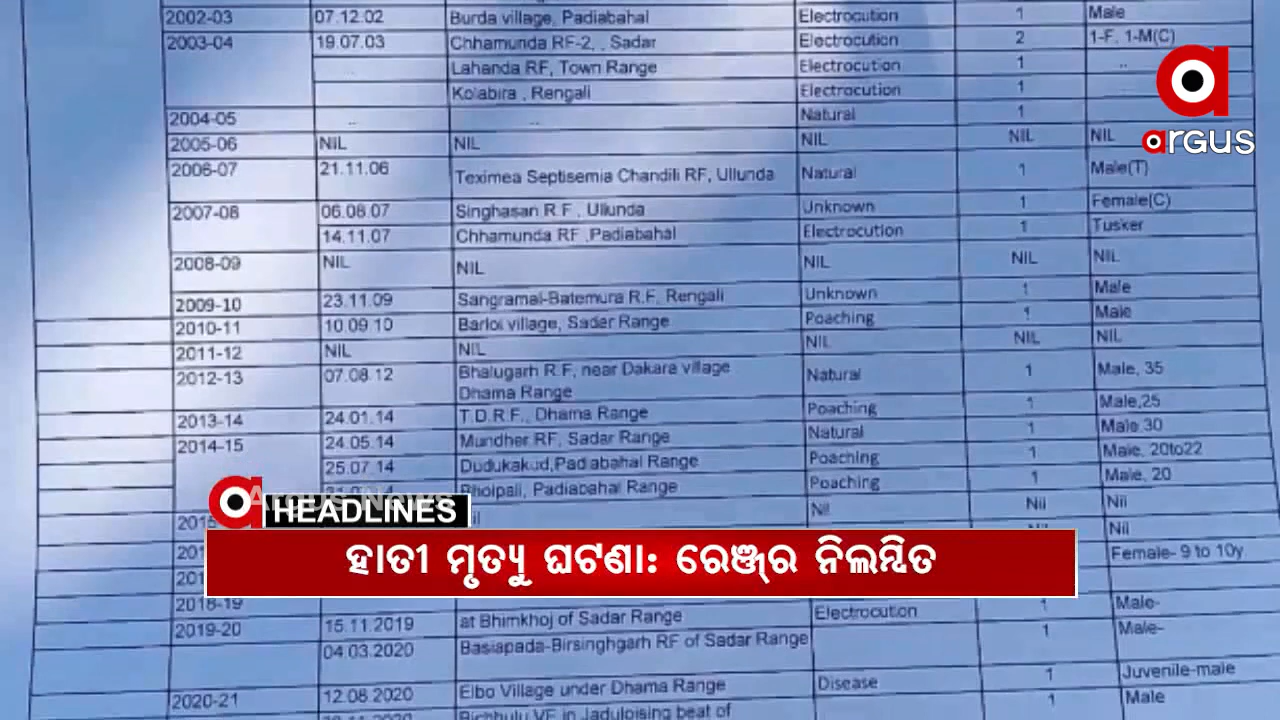 2002-03 07.12.02 Burda village, Padiabahal Electrocution 1 Male
2003-04 19.07.03 Chhamunda RF-2, , Sadar Electrocution 2 1-F, 1-M(C)
.. Lahanda RF, Town Range Electrocution 1 ..
Kolabira , Rengali Electrocution 1
2004-05 .. .. Natural 1
2005-06 NIL NIL NIL NIL NIL
2006-07 21.11.06 Teximea Septisemia Chandili RF, Ullunda Natural 1 Male(T)
2007-08 06.08.07 Singhasan R.F , Ullunda Unknown 1 Female(C)
14.11.07 Chhamunda RF ,Padiabahal Electrocution 1 Tusker
2008-09 NIL NIL NIL NIL NIL
2009-10 23.11.09 Sangramal-Batemura R.F, Rengali Unknown 1 Male
2010-11 10.09.10 Barloi village, Sadar Range Poaching 1 Male
2011-12 NIL NIL NIL NIL NIL
2012-13 07.08.12 Bhalugarh R.F, near Dakara village Natural 1 Male, 35
Dhama Range
2013-14 24.01.14 T.D.R.F., Dhama Range Poaching 1 Male,25
2014-15 24.05.14 Mundher RF, Sadar Range Natural 1 Male,30
25.07.14 Dudukakud,Padiabahal Range Poaching 1 Male, 20to22
Bholpali, Padiabahal Range Poaching 1 Male, 20
Nil Nil Nil
Nil
Female- 9 to 10y
2018-19 1 Male-
2019-20 15.11.2019 at Bhimkhoj of Sadar Range Electrocution 1 Male-
04.03.2020 Basiapada-Birsinghgarh RF of Sadar Range
1 Juvenile-male
2020-21 12.08.2020 Elbo Village under Dhama Range Disease 1 Male
Bichhulu VF in Jaduloising beat of
argus
Argus News
HEADLINES
ହାତୀ ମୃତ୍ୟୁ ଘଟଣା: ରେଞ୍ଜ୍‌ର ନିଲମ୍ବିତ